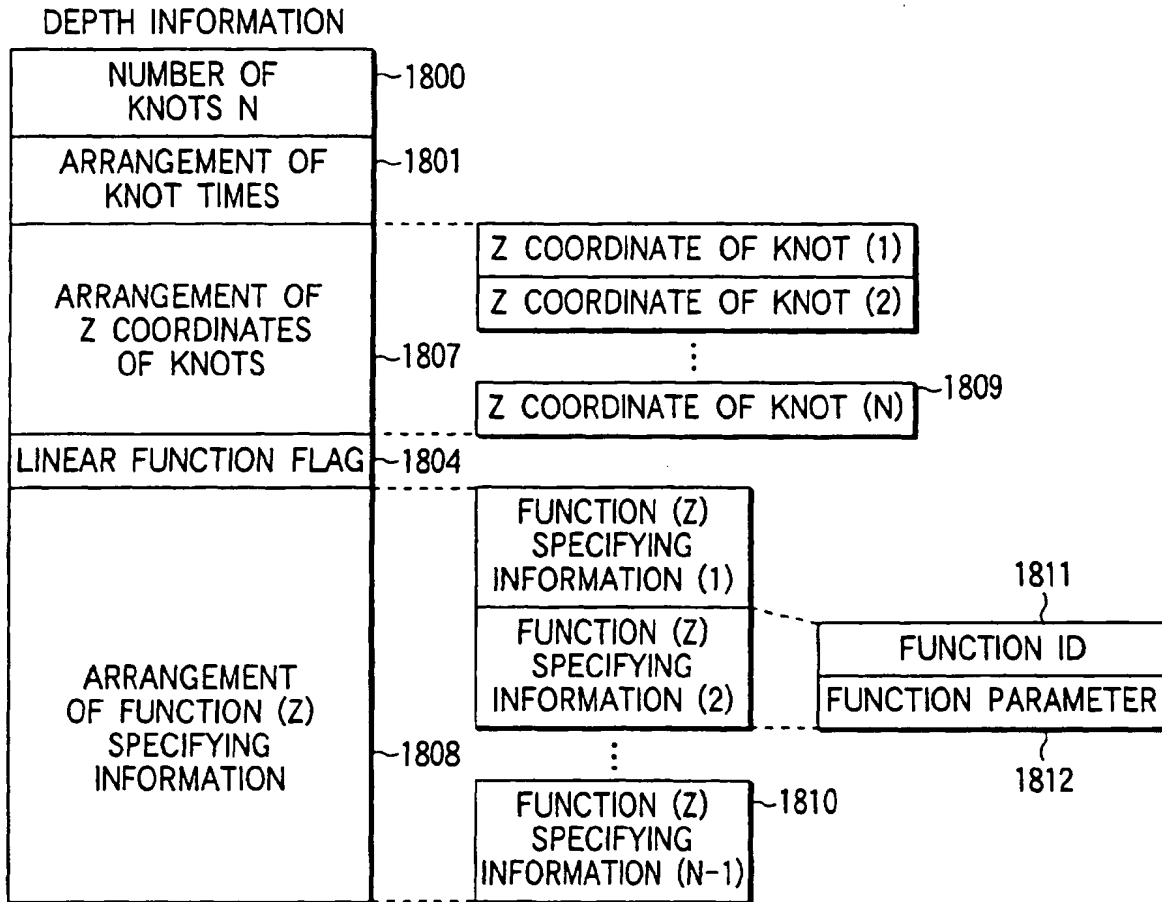 DEPTH INFORMATION
NUMBER OF
KNOTS N
1800
ARRANGEMENT OF
KNOT TIMES
1801
ARRANGEMENT OF
Z COORDINATES
OF KNOTS
1807
Z COORDINATE OF KNOT (1)
Z COORDINATE OF KNOT (2)
Z COORDINATE OF KNOT (N)
1809
LINEAR FUNCTION FLAG
1804
ARRANGEMENT
OF FUNCTION (Z)
SPECIFYING
INFORMATION
1808
FUNCTION (Z)
SPECIFYING
INFORMATION (1)
FUNCTION (Z)
SPECIFYING
INFORMATION (2)
FUNCTION (Z)
SPECIFYING
INFORMATION (N-1)
1810
1811
FUNCTION ID
FUNCTION PARAMETER
1812